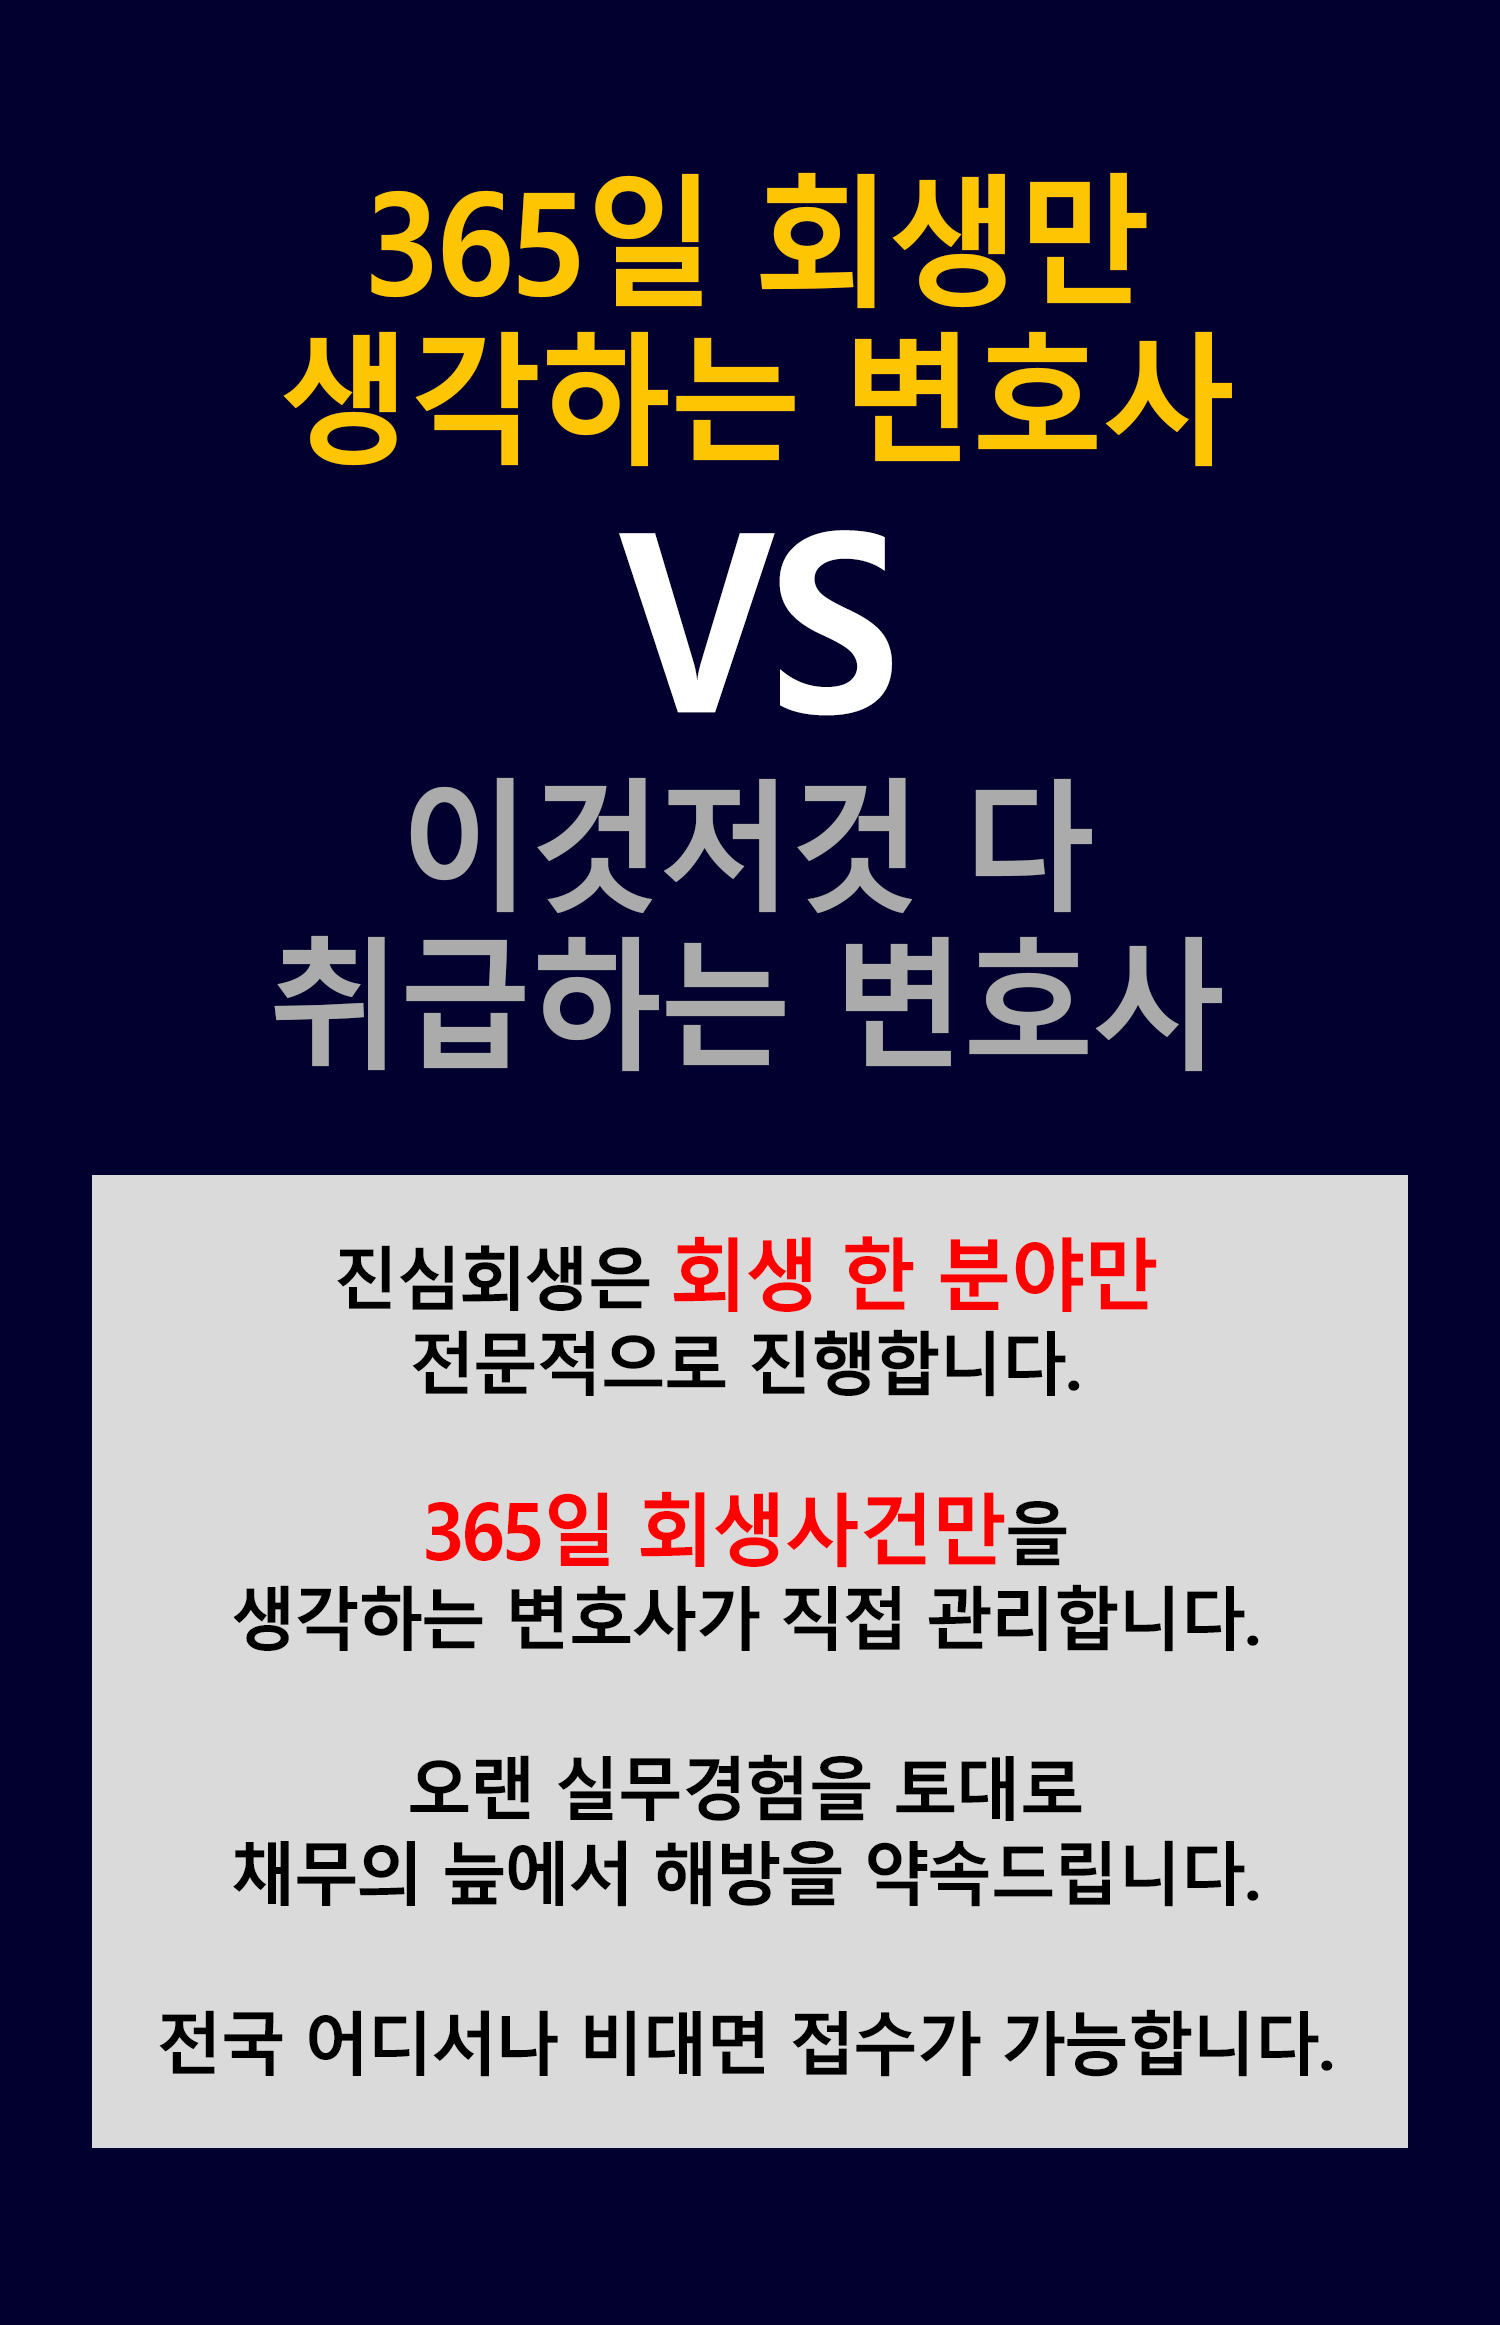 365일 회생만
생각하는 변호사
VS
이것저것 다
취급하는 변호사
진심회생은 회생 한 분야만
전문적으로 진행합니다.
365일 회생사건만을
생각하는 변호사가 직접 관리합니다.
오랜 실무경험을 토대로
채무의 늪에서 해방을 약속드립니다.
전국 어디서나 비대면 접수가 가능합니다.